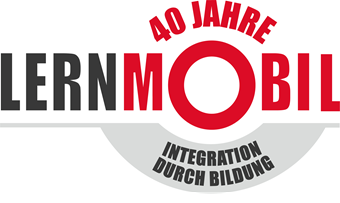 40 JAHRE
LERNMOBIL
INTEGRATION
DURCH BILDUNG